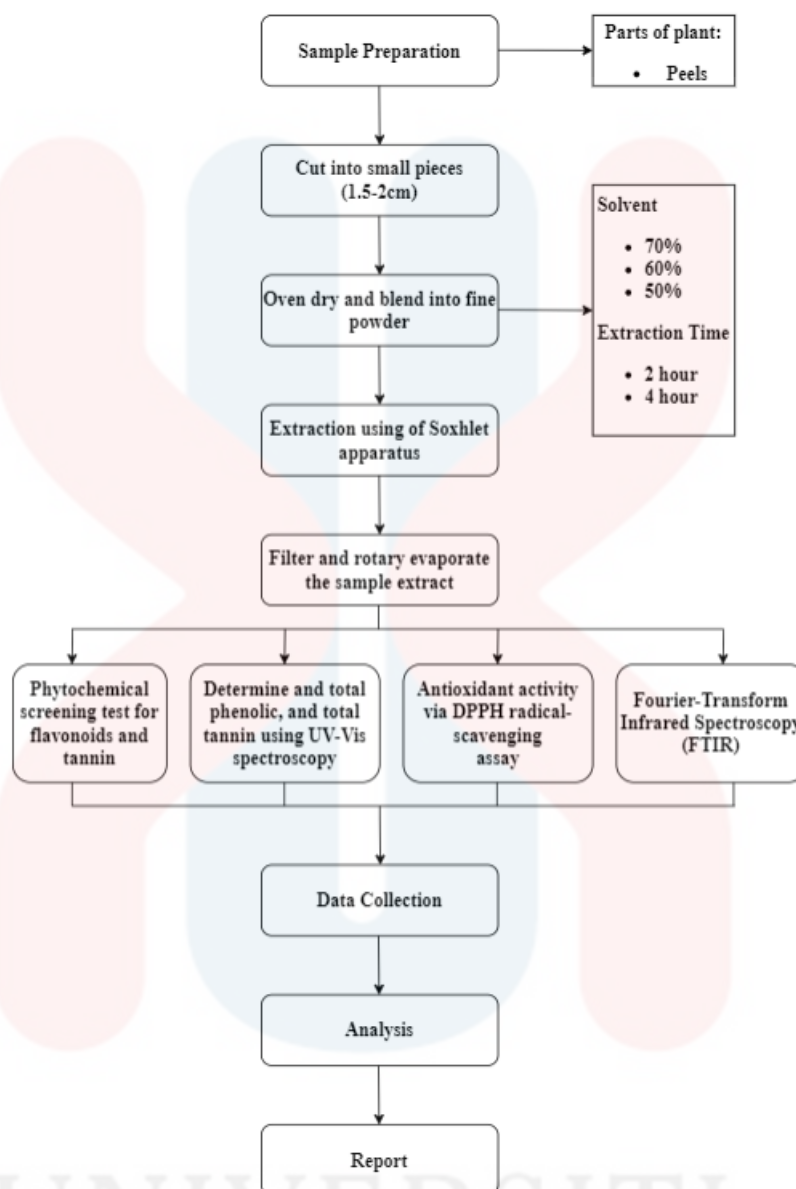 Sample Preparation
Parts of plant:
• Peels
Cut into small pieces
(1.5-2cm)
Solvent
• 70%
• 60%
• 50%
Extraction Time
• 2 hour
• 4 hour
Oven dry and blend into fine
powder
Extraction using of Soxhlet
apparatus
Filter and rotary evaporate
the sample extract
Phytochemical
screening test for
flavonoids and
tannin
Determine and total
phenolic, and total
tannin using UV-Vis
spectroscopy
Antioxidant activity
via DPPH radical-
scavenging
assay
Fourier-Transform
Infrared Spectroscopy
(FTIR)
Data Collection
Analysis
Report
UNIVERSITI